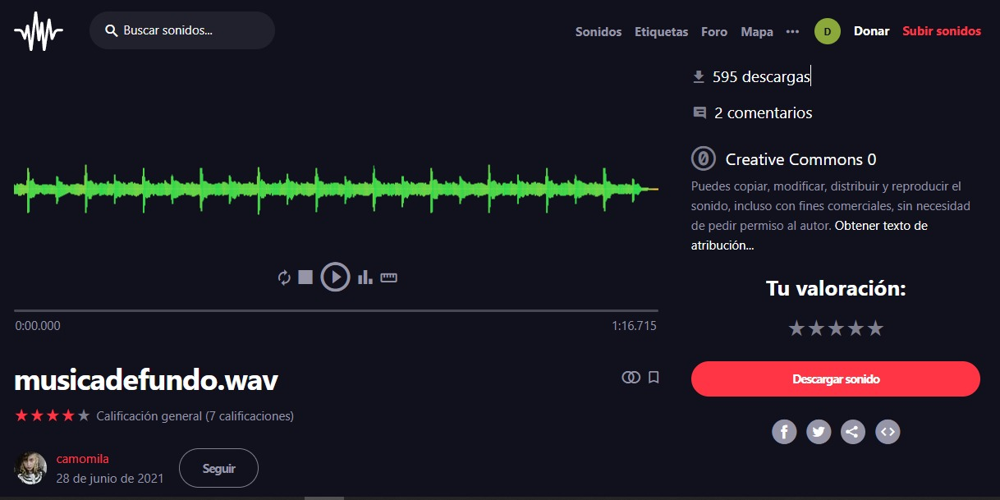 Buscar sonidos...
Sonidos Etiquetas Foro Mapa ••• D Donar Subir sonidos
595 descargas
2 comentarios
0 Creative Commons 0
Puedes copiar, modificar, distribuir y reproducir el
sonido, incluso con fines comerciales, sin necesidad
de pedir permiso al autor. Obtener texto de
atribución...
Tu valoración:
Descargar sonido
0:00.000
1:16.715
musicadefundo.wav
Calificación general (7 calificaciones)
camomila
28 de junio de 2021
Seguir